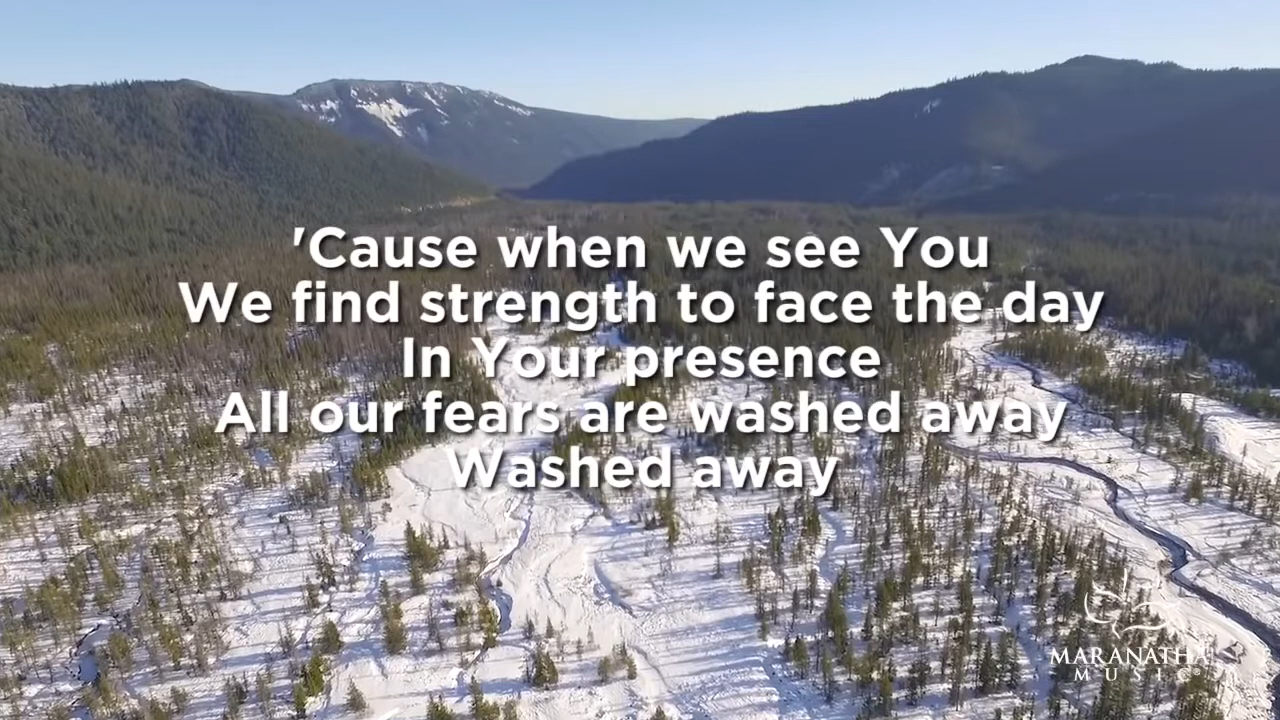 'Cause when we see You
We find strength to face the day
In Your presence
All our fears are washed away
Washed away
MARANATHA
MUSIC®